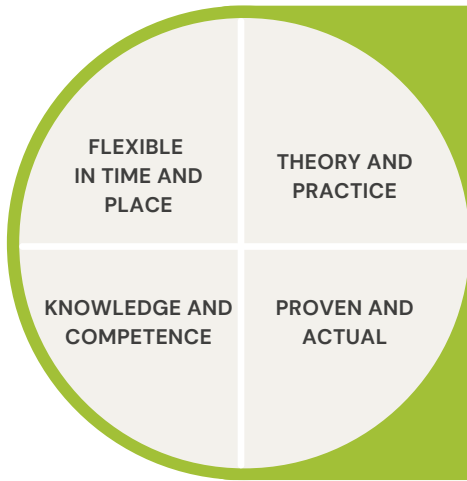 FLEXIBLE
IN TIME AND
PLACE
THEORY AND
PRACTICE
KNOWLEDGE AND
COMPETENCE
PROVEN AND
ACTUAL